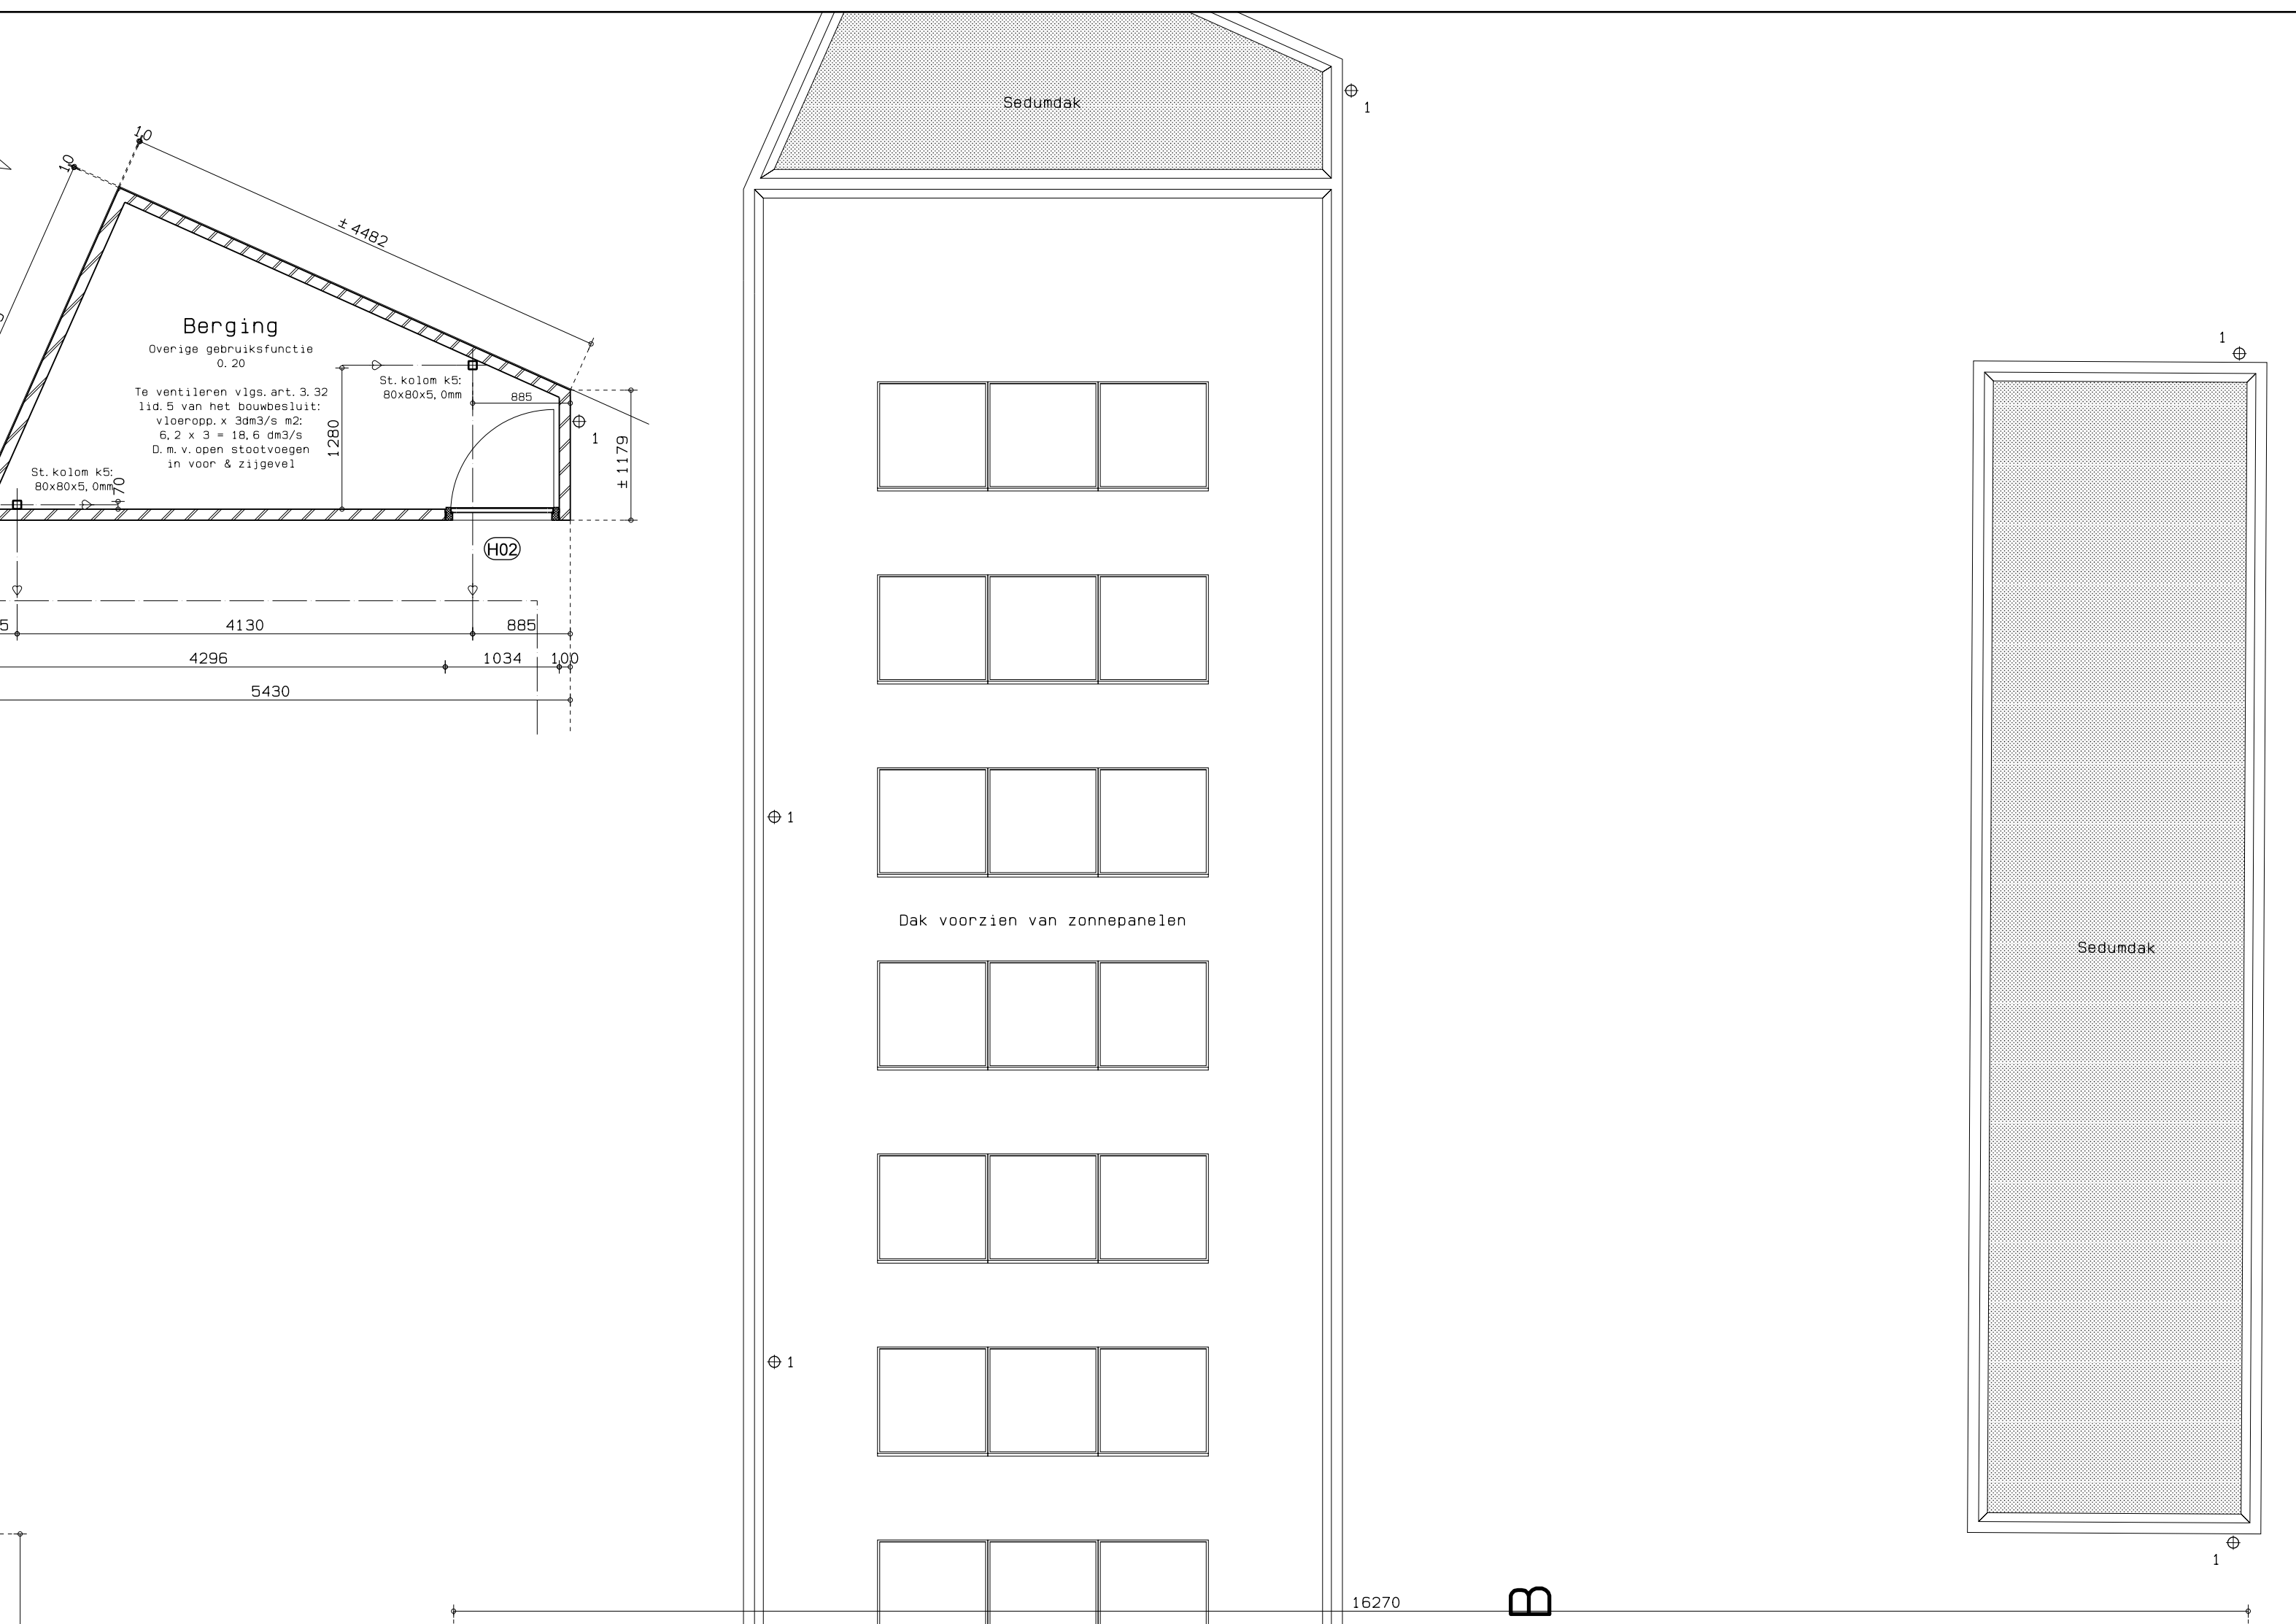 Sedumdak
1
10
10
± 4482
Berging
Overige gebruiksfunctie
0.20
Te ventileren vlgs. art. 3.32
lid. 5 van het bouwbesluit:
vloeropp. x 3dm3/s m2:
6,2 x 3 = 18,6 dm3/s
D.m.v. open stootvoegen
in voor & zijgevel
St. kolom k5:
80x80x5,0mm
885
1280
1
± 1179
St. kolom k5:
80x80x5,0mm
70
H02
4130
885
4296
1034
100
5430
1
Dak voorzien van zonnepanelen
1
1
Sedumdak
1
16270
B